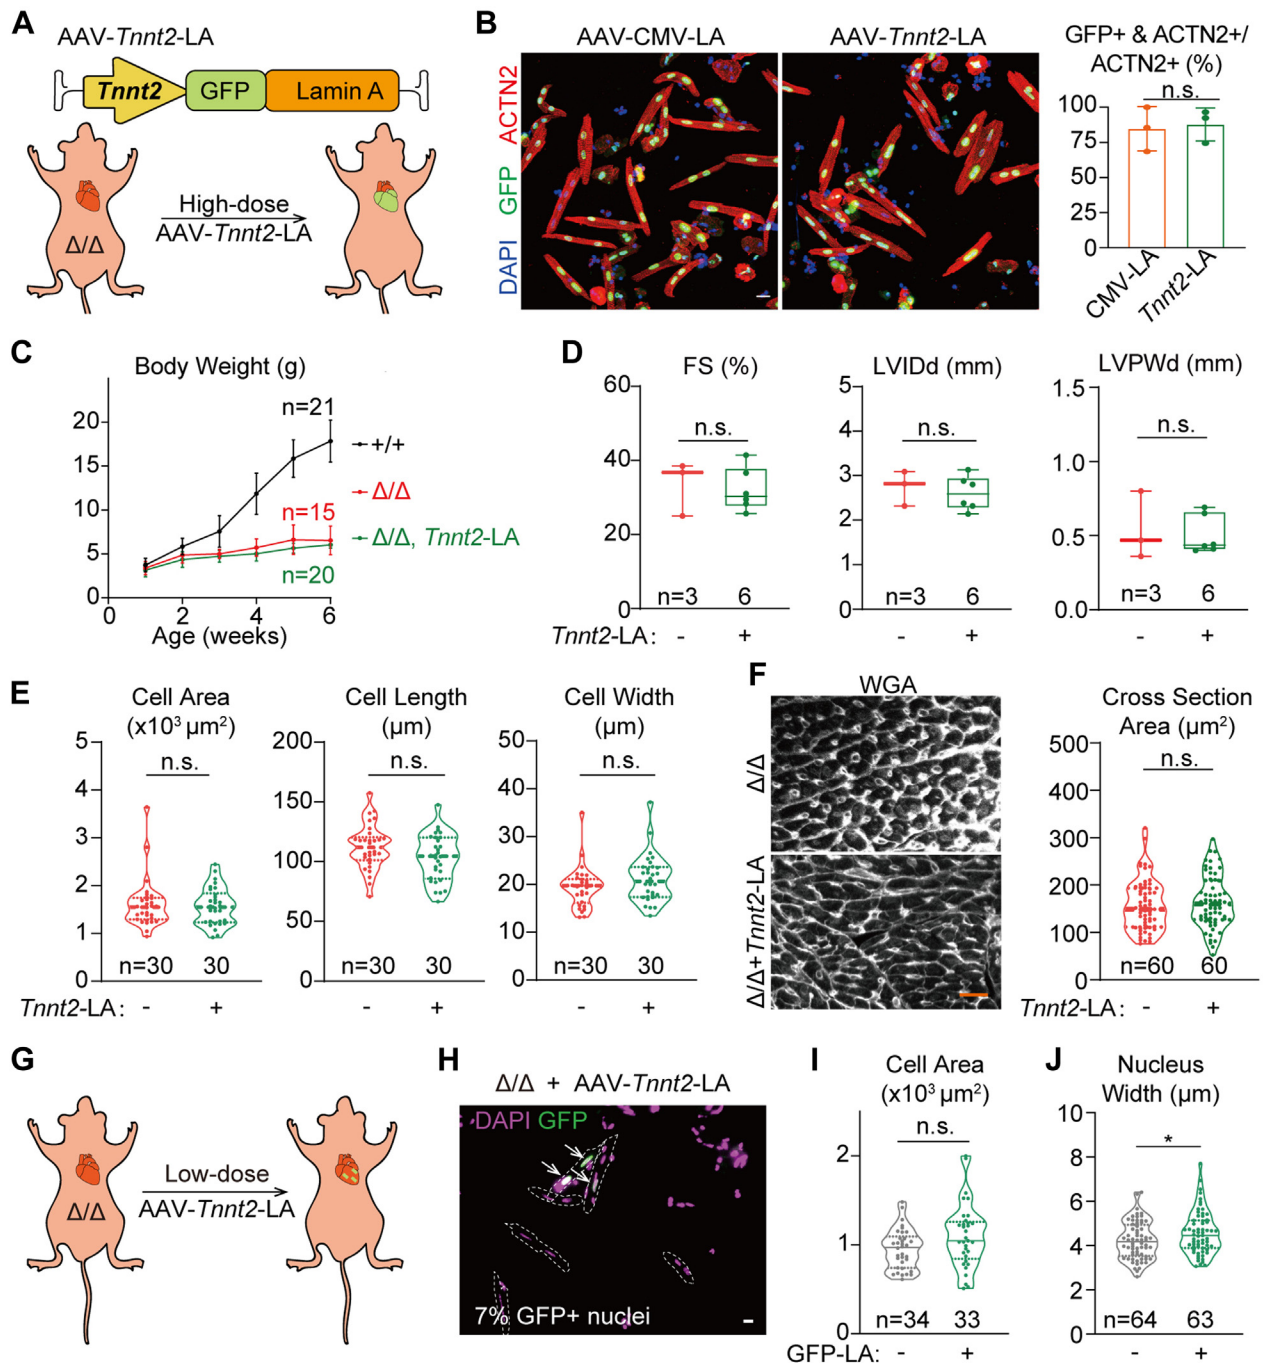 A
AAV-Tnnt2-LA
Tnnt2
GFP
Lamin A
Δ/Δ
High-dose
AAV-Tnnt2-LA
B
AAV-CMV-LA
AAV-Tnnt2-LA
DAPI GFP ACTN2
GFP+ & ACTN2+/
ACTN2+ (%)
n.s.
100
75
50
25
0
CMV-LA
Tnnt2-LA
C
Body Weight (g)
n=21
20
15
10
5
0
n=15
n=20
+/+
Δ/Δ
Δ/Δ, Tnnt2-LA
0 2 4 6
Age (weeks)
D
FS (%)
60
40
20
0
n.s.
n=3 6
LVIDd (mm)
5
4
3
2
1
0
n.s.
n=3 6
LVPWd (mm)
1.5
1.0
0.5
0.0
n.s.
n=3 6
Tnnt2-LA: - + - + - +
E
Cell Area
(x10³ μm²)
5
4
3
2
1
0
n.s.
n=30 30
Cell Length
(μm)
200
150
100
50
0
n.s.
n=30 30
Cell Width
(μm)
50
40
30
20
10
0
n.s.
n=30 30
Tnnt2-LA: - + - + - +
F
WGA
Δ/Δ
Δ/Δ+Tnnt2-LA
Cross Section
Area (μm²)
500
400
300
200
100
0
n.s.
n=60 60
Tnnt2-LA: - +
G
Δ/Δ
Low-dose
AAV-Tnnt2-LA
H
Δ/Δ + AAV-Tnnt2-LA
DAPI GFP
7% GFP+ nuclei
I
Cell Area
(x10³ μm²)
n.s.
2
1
0
n=34 33
J
Nucleus
Width (μm)
10
8
6
4
2
0
*
n=64 63
GFP-LA: - + - +